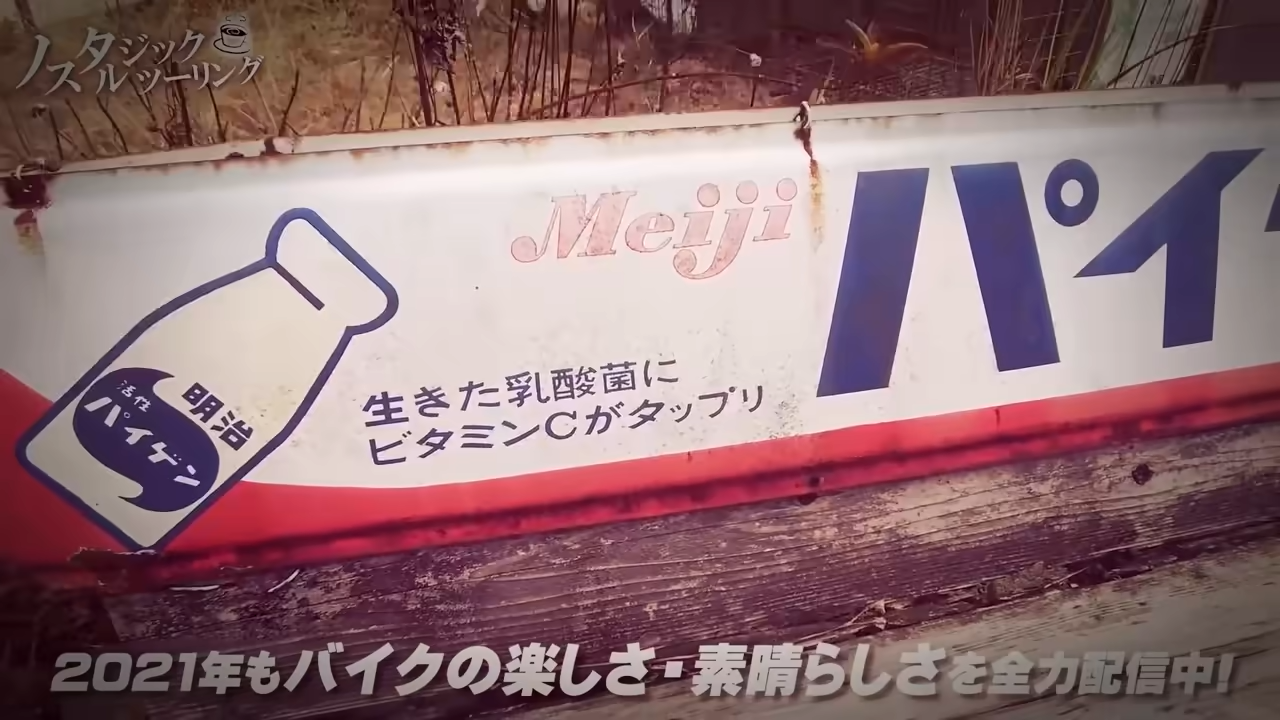 ノスタルジックツーリング
Meiji
パイ
生きた乳酸菌に
ビタミンCがタップリ
明治
活性
パイゲン
2021年もバイクの楽しさ・素晴らしさを全力配信中!